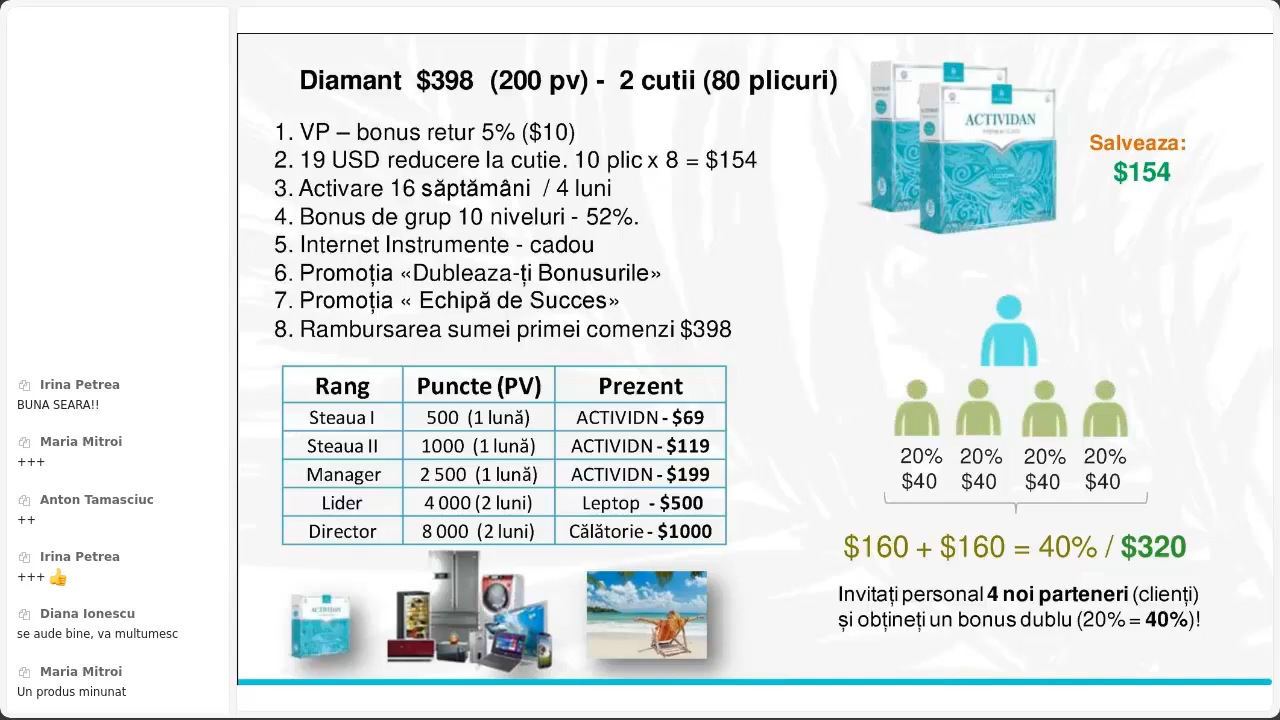 Irina Petrea
BUNA SEARA!!
Maria Mitroi
+++
Anton Tamasciuc
++
Irina Petrea
+++ 👍
Diana Ionescu
se aude bine, va multumesc
Maria Mitroi
Un produs minunat
Diamant $398 (200 pv) - 2 cutii (80 plicuri)
1. VP – bonus retur 5% ($10)
2. 19 USD reducere la cutie. 10 plic x 8 = $154
3. Activare 16 săptămâni / 4 luni
4. Bonus de grup 10 niveluri - 52%.
5. Internet Instrumente - cadou
6. Promoția «Dubleaza-ți Bonusurile»
7. Promoția « Echipă de Succes»
8. Rambursarea sumei primei comenzi $398
ACTIVIDAN
Salveaza:
$154
Rang Puncte (PV) Prezent
Steaua I 500 (1 lună) ACTIVIDN - $69
Steaua II 1000 (1 lună) ACTIVIDN - $119
Manager 2 500 (1 lună) ACTIVIDN - $199
Lider 4 000 (2 luni) Leptop - $500
Director 8 000 (2 luni) Călătorie - $1000
ACTIVIDAN
20% 20% 20% 20%
$40 $40 $40 $40
$160 + $160 = 40% / $320
Invitați personal 4 noi parteneri (clienți)
și obțineți un bonus dublu (20% = 40%)!